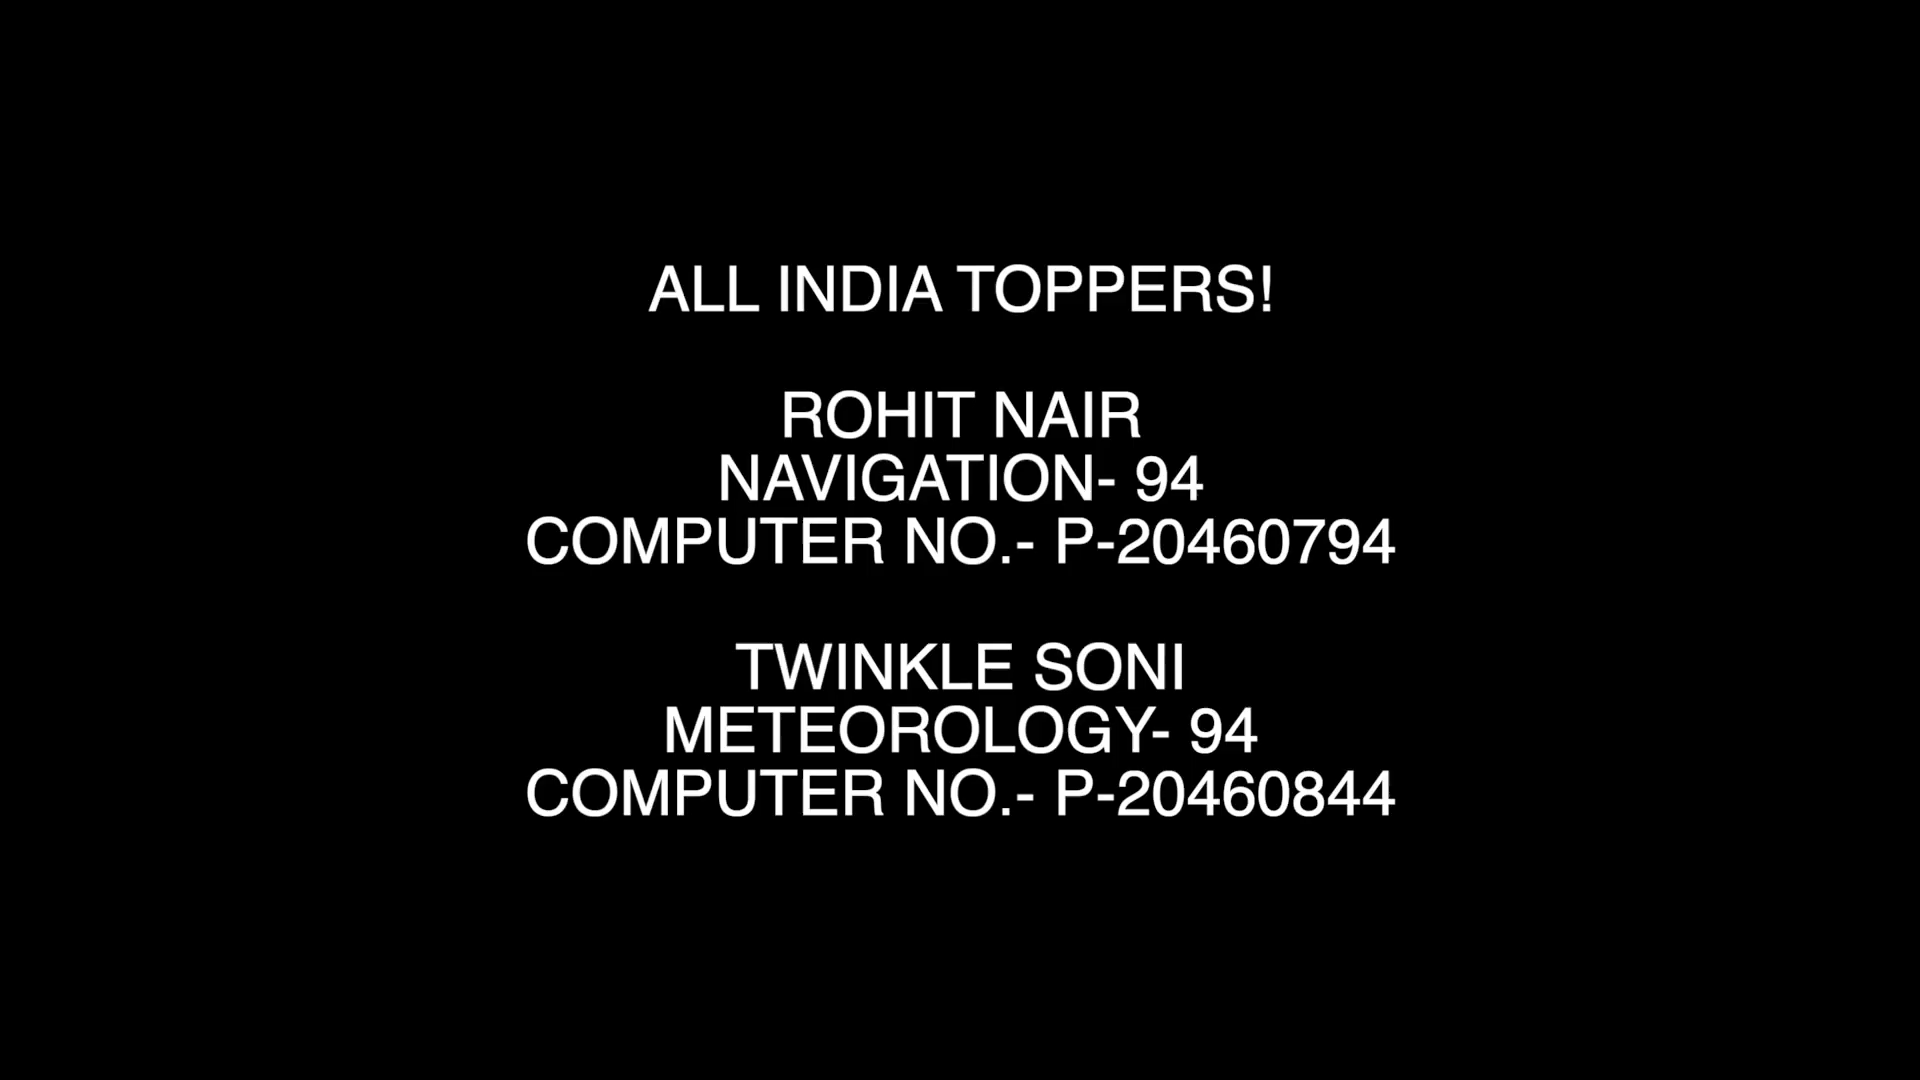 ALL INDIA TOPPERS!
ROHIT NAIR
NAVIGATION- 94
COMPUTER NO.- P-20460794
TWINKLE SONI
METEOROLOGY- 94
COMPUTER NO.- P-20460844